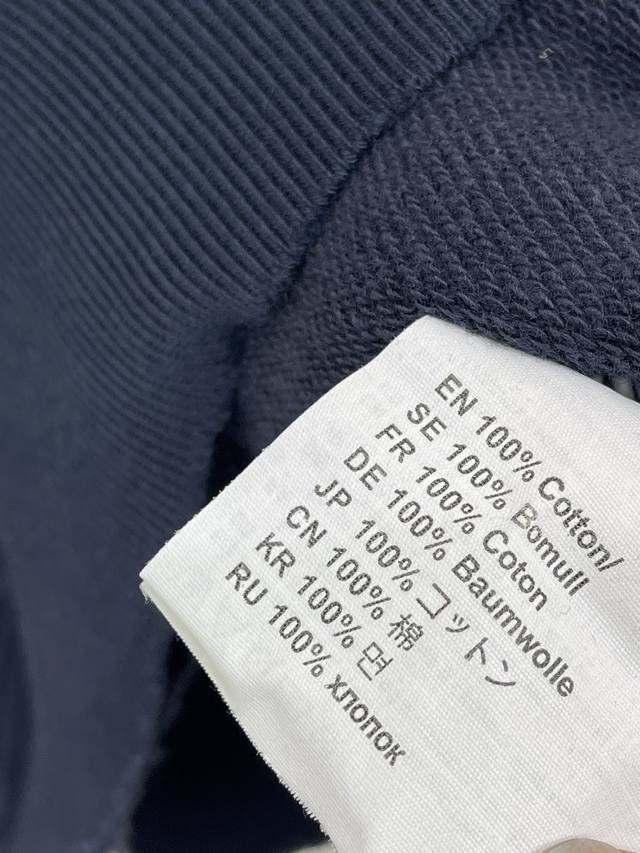 EN 100% Cotton/
SE 100% Bomull
FR 100% Coton
DE 100% Baumwolle
JP 100% コットン
CN 100% 棉
KR 100% 면
RU 100% хлопок